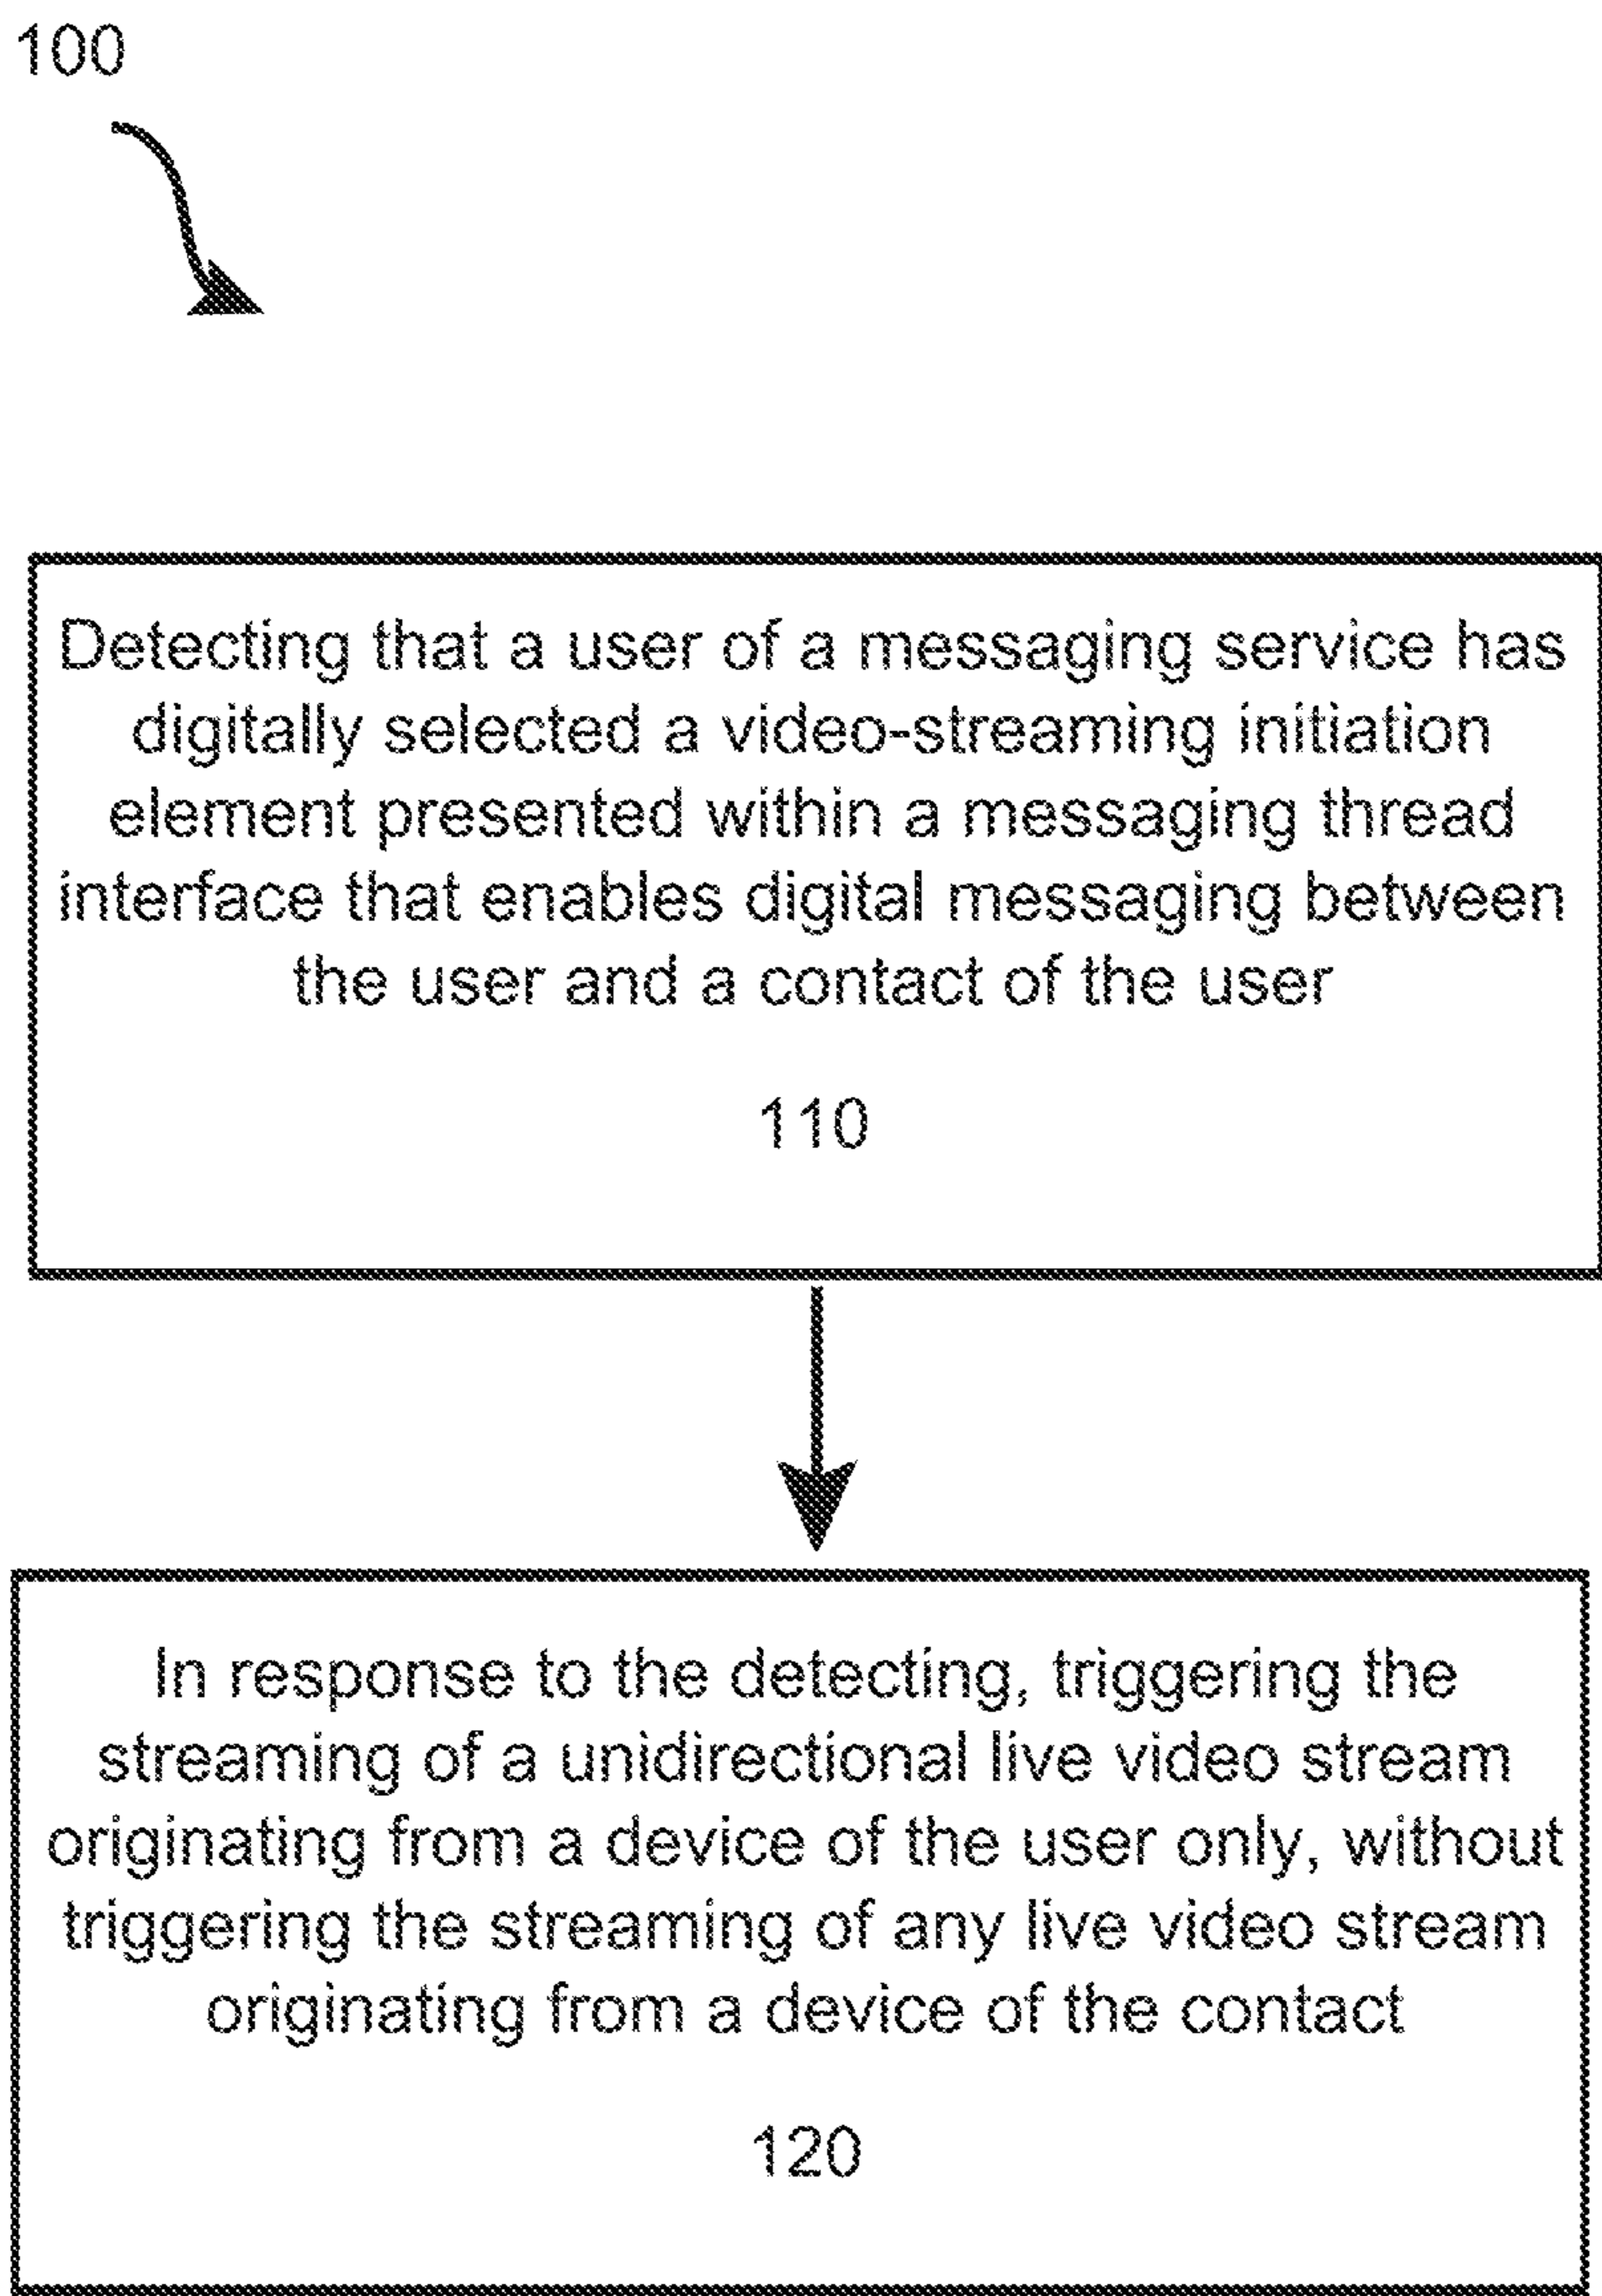 100
Detecting that a user of a messaging service has
digitally selected a video-streaming initiation
element presented within a messaging thread
interface that enables digital messaging between
the user and a contact of the user
110
In response to the detecting, triggering the
streaming of a unidirectional live video stream
originating from a device of the user only, without
triggering the streaming of any live video stream
originating from a device of the contact
120